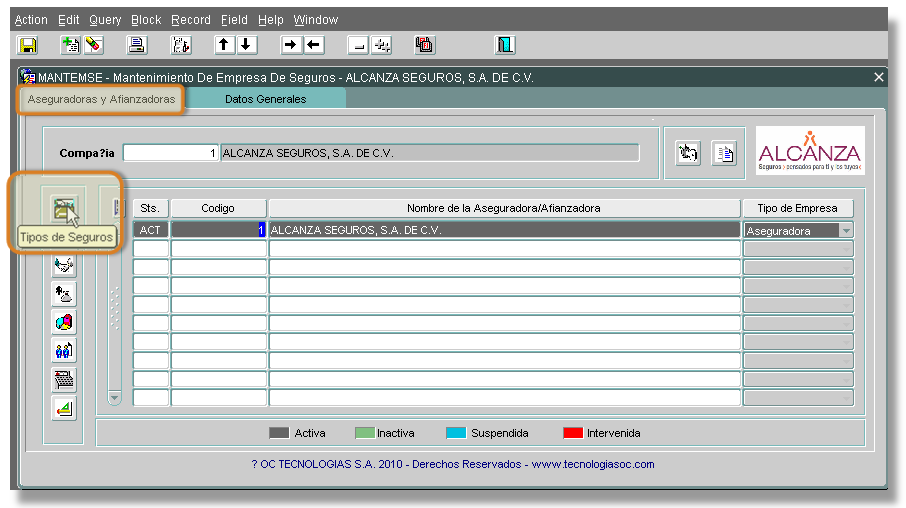 Action Edit Query Block Record Field Help Window
MANTEMSE - Mantenimiento De Empresa De Seguros - ALCANZA SEGUROS, S.A. DE C.V.
Aseguradoras y Afianzadoras Datos Generales
Compa?ia 1 ALCANZA SEGUROS, S.A. DE C.V.
ALCANZA
Seguros > pensados para ti y los tuyos <
Sts. Codigo Nombre de la Aseguradora/Afianzadora Tipo de Empresa
ACT 1 ALCANZA SEGUROS, S.A. DE C.V. Aseguradora
Tipos de Seguros
Activa Inactiva Suspendida Intervenida
? OC TECNOLOGIAS S.A. 2010 - Derechos Reservados - www.tecnologiasoc.com